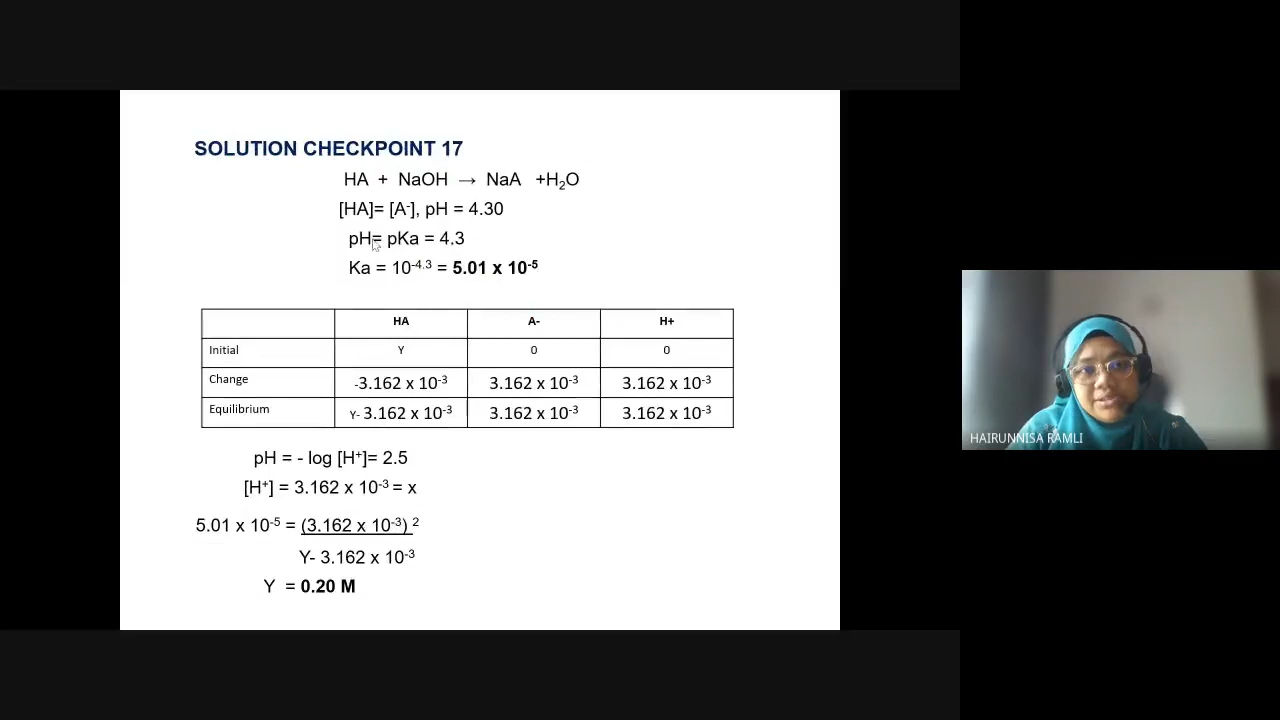 SOLUTION CHECKPOINT 17
HA + NaOH → NaA +H₂O
[HA]= [A⁻], pH = 4.30
pH= pKa = 4.3
Ka = 10⁻⁴·³ = 5.01 x 10⁻⁵
HA A- H+
Initial Y 0 0
Change -3.162 x 10⁻³ 3.162 x 10⁻³ 3.162 x 10⁻³
Equilibrium Y- 3.162 x 10⁻³ 3.162 x 10⁻³ 3.162 x 10⁻³
pH = - log [H⁺]= 2.5
[H⁺] = 3.162 x 10⁻³ = x
5.01 x 10⁻⁵ = (3.162 x 10⁻³) ²
Y- 3.162 x 10⁻³
Y = 0.20 M
HAIRUNNISA RAMLI